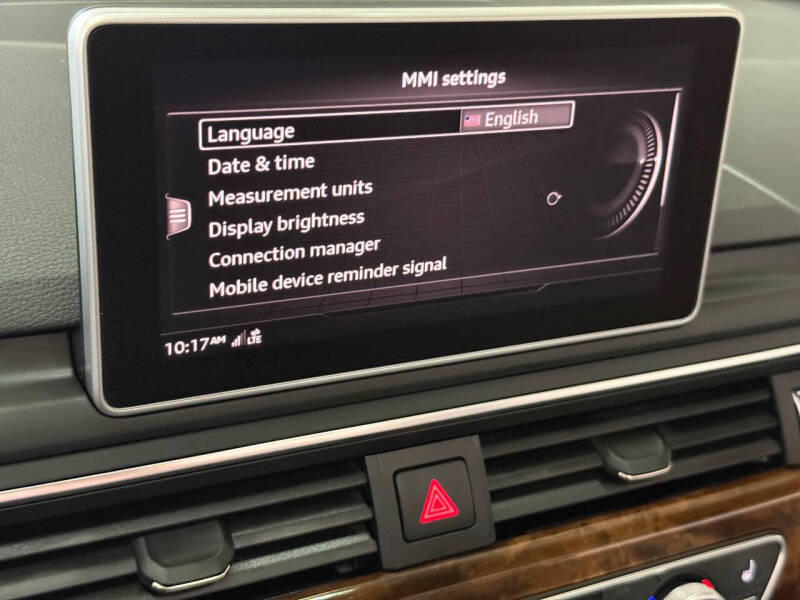 MMI settings
Language English
Date & time
Measurement units
Display brightness
Connection manager
Mobile device reminder signal
10:17AM LTE